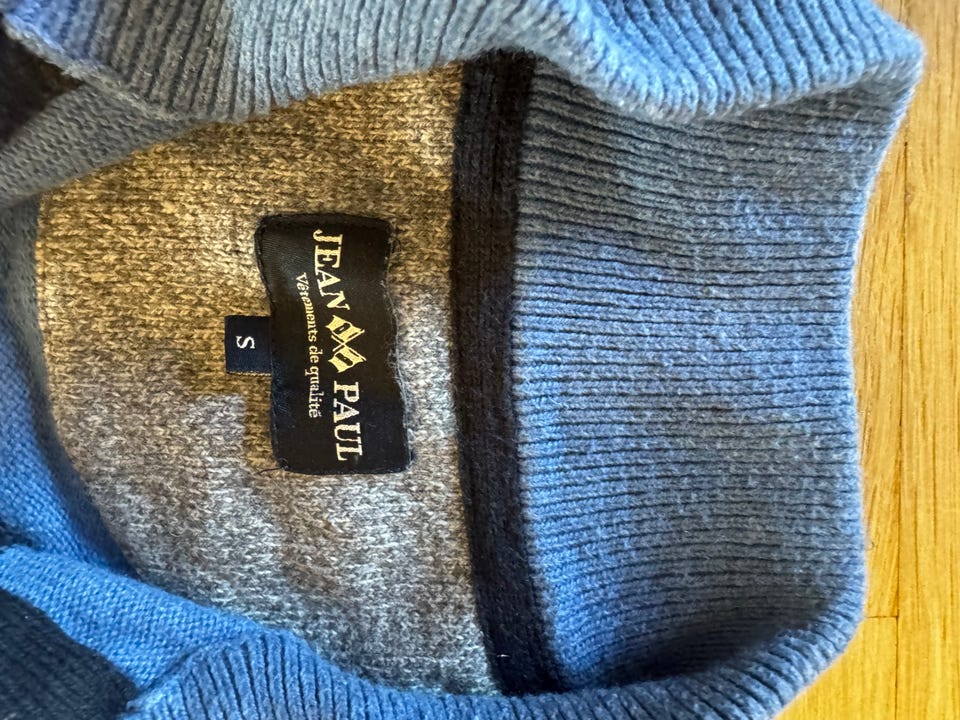 JEAN PAUL
Vêtements de qualité
S